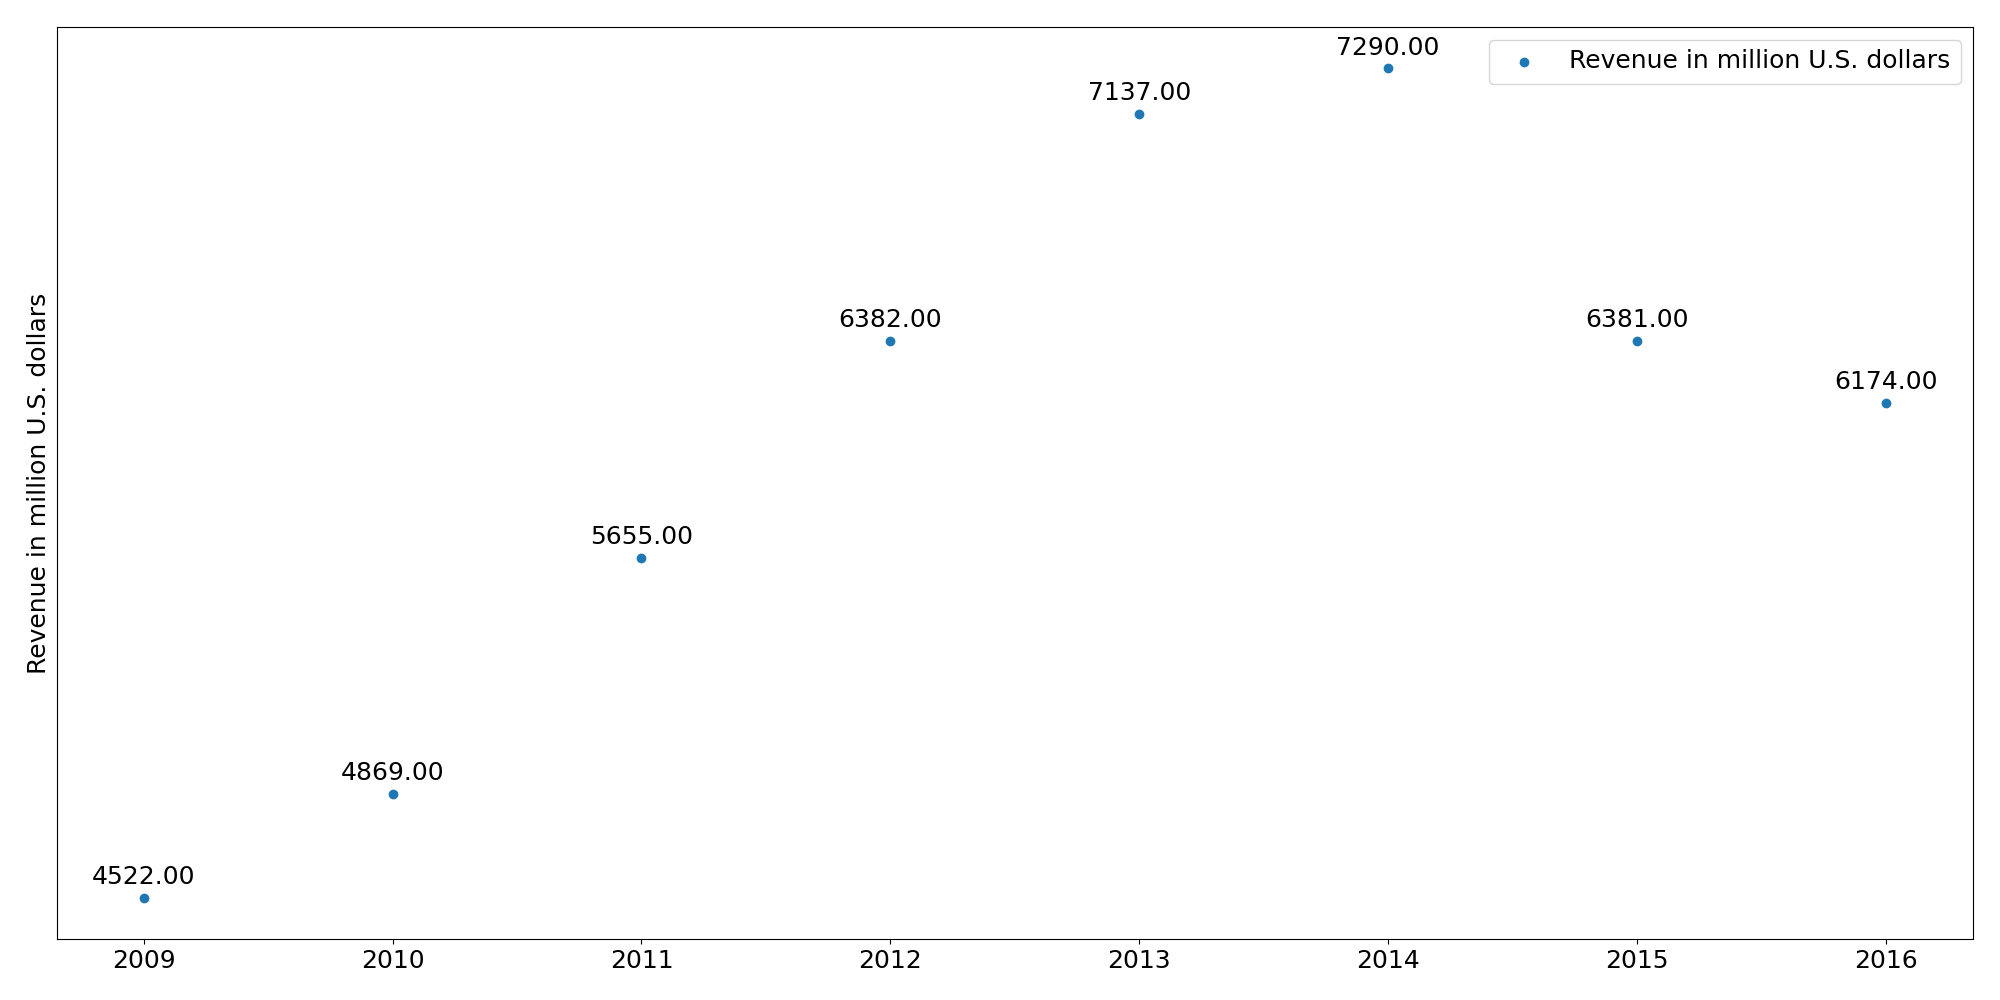 7290.00
Revenue in million U.S. dollars
7137.00
6382.00
6381.00
6174.00
5655.00
4869.00
4522.00
Revenue in million U.S. dollars
2009 2010 2011 2012 2013 2014 2015 2016